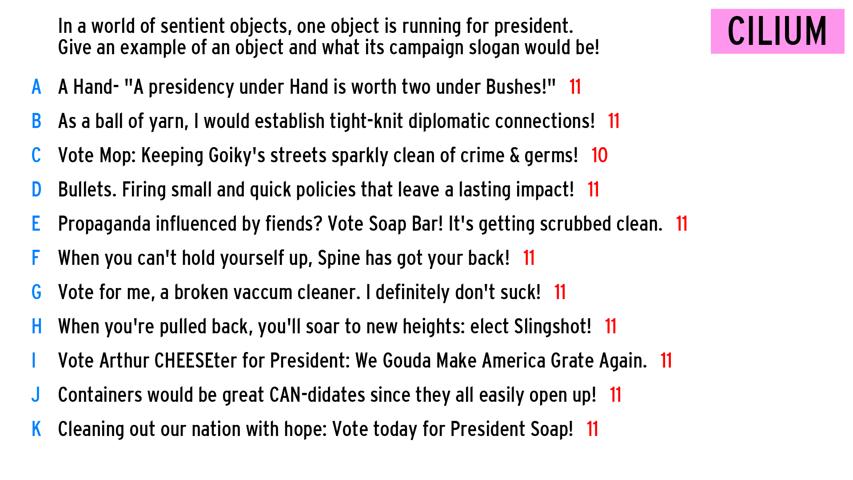 In a world of sentient objects, one object is running for president.
Give an example of an object and what its campaign slogan would be!
CILIUM
A A Hand- "A presidency under Hand is worth two under Bushes!" 11
B As a ball of yarn, I would establish tight-knit diplomatic connections! 11
C Vote Mop: Keeping Goiky's streets sparkly clean of crime & germs! 10
D Bullets. Firing small and quick policies that leave a lasting impact! 11
E Propaganda influenced by fiends? Vote Soap Bar! It's getting scrubbed clean. 11
F When you can't hold yourself up, Spine has got your back! 11
G Vote for me, a broken vaccum cleaner. I definitely don't suck! 11
H When you're pulled back, you'll soar to new heights: elect Slingshot! 11
I Vote Arthur CHEESEter for President: We Gouda Make America Grate Again. 11
J Containers would be great CAN-didates since they all easily open up! 11
K Cleaning out our nation with hope: Vote today for President Soap! 11